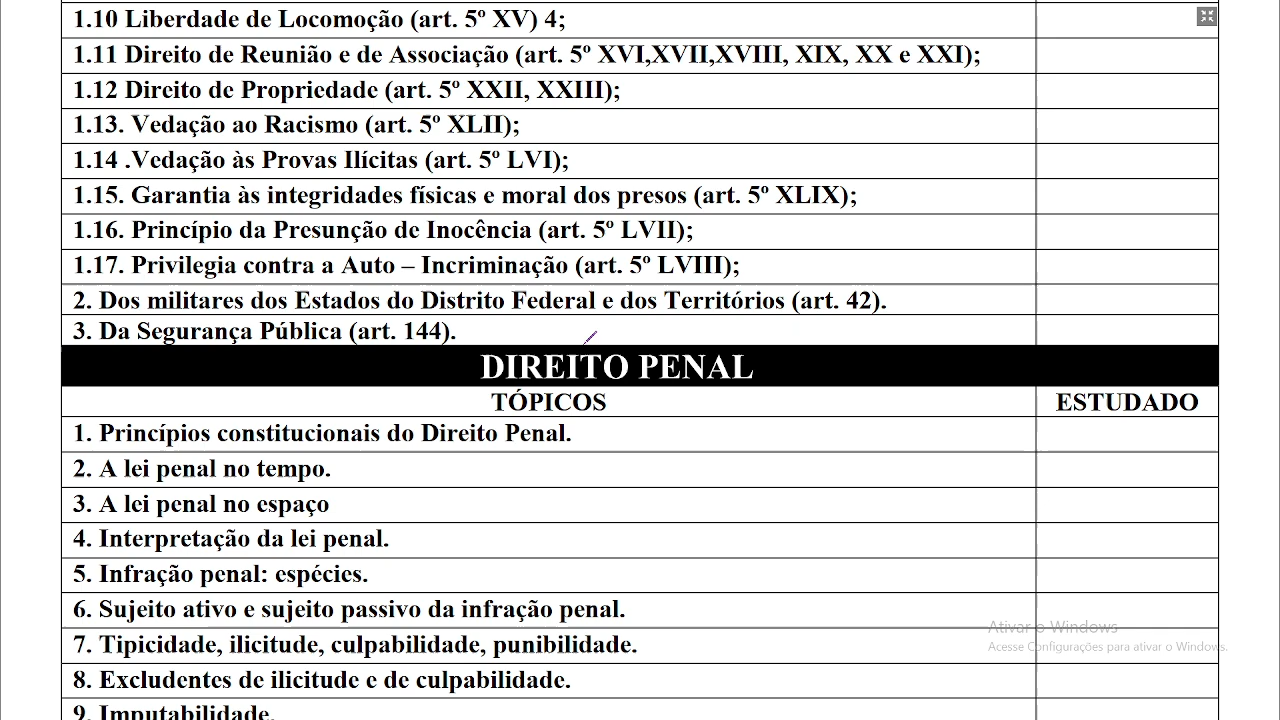 1.10 Liberdade de Locomoção (art. 5º XV) 4;
1.11 Direito de Reunião e de Associação (art. 5º XVI,XVII,XVIII, XIX, XX e XXI);
1.12 Direito de Propriedade (art. 5º XXII, XXIII);
1.13. Vedação ao Racismo (art. 5º XLII);
1.14 .Vedação às Provas Ilícitas (art. 5º LVI);
1.15. Garantia às integridades físicas e moral dos presos (art. 5º XLIX);
1.16. Princípio da Presunção de Inocência (art. 5º LVII);
1.17. Privilegia contra a Auto – Incriminação (art. 5º LVIII);
2. Dos militares dos Estados do Distrito Federal e dos Territórios (art. 42).
3. Da Segurança Pública (art. 144).
DIREITO PENAL
TÓPICOS ESTUDADO
1. Princípios constitucionais do Direito Penal.
2. A lei penal no tempo.
3. A lei penal no espaço
4. Interpretação da lei penal.
5. Infração penal: espécies.
6. Sujeito ativo e sujeito passivo da infração penal.
7. Tipicidade, ilicitude, culpabilidade, punibilidade.
8. Excludentes de ilicitude e de culpabilidade.
9. Imputabilidade.
Ativar o Windows
Acesse Configurações para ativar o Windows.